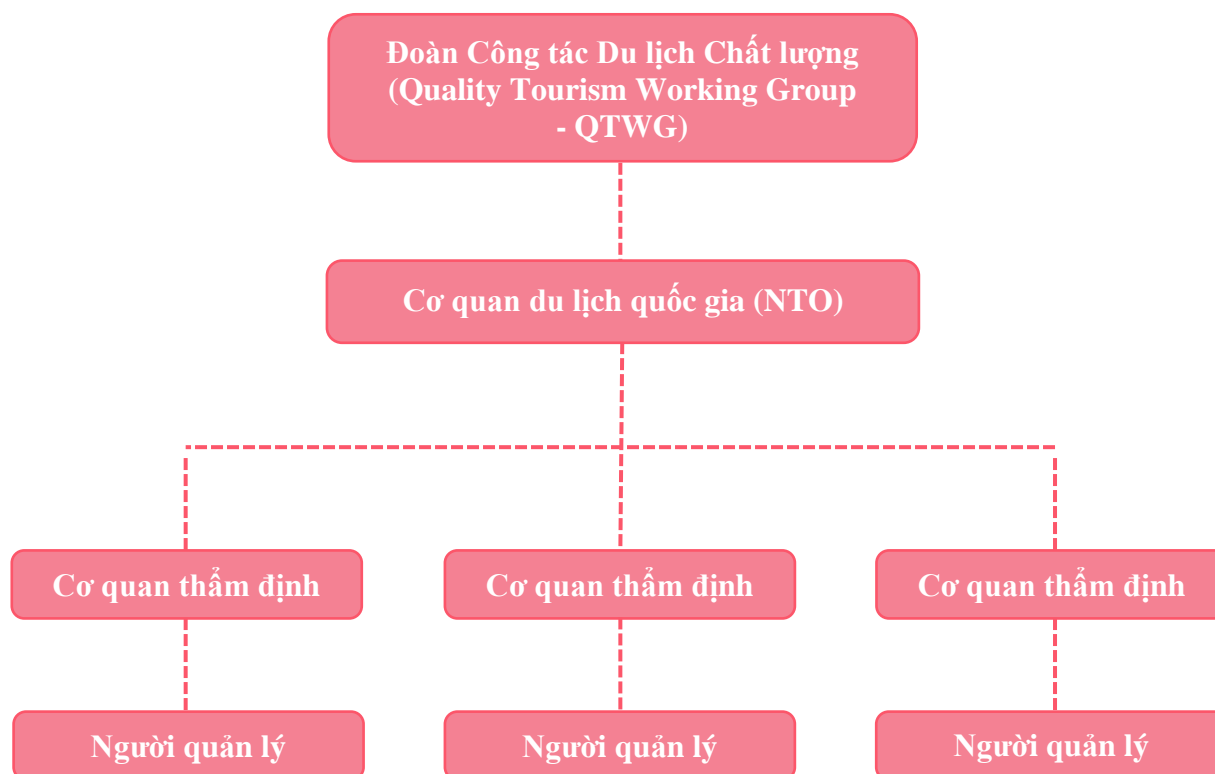 Đoàn Công tác Du lịch Chất lượng
(Quality Tourism Working Group
- QTWG)
Cơ quan du lịch quốc gia (NTO)
Cơ quan thẩm định
Cơ quan thẩm định
Cơ quan thẩm định
Người quản lý
Người quản lý
Người quản lý